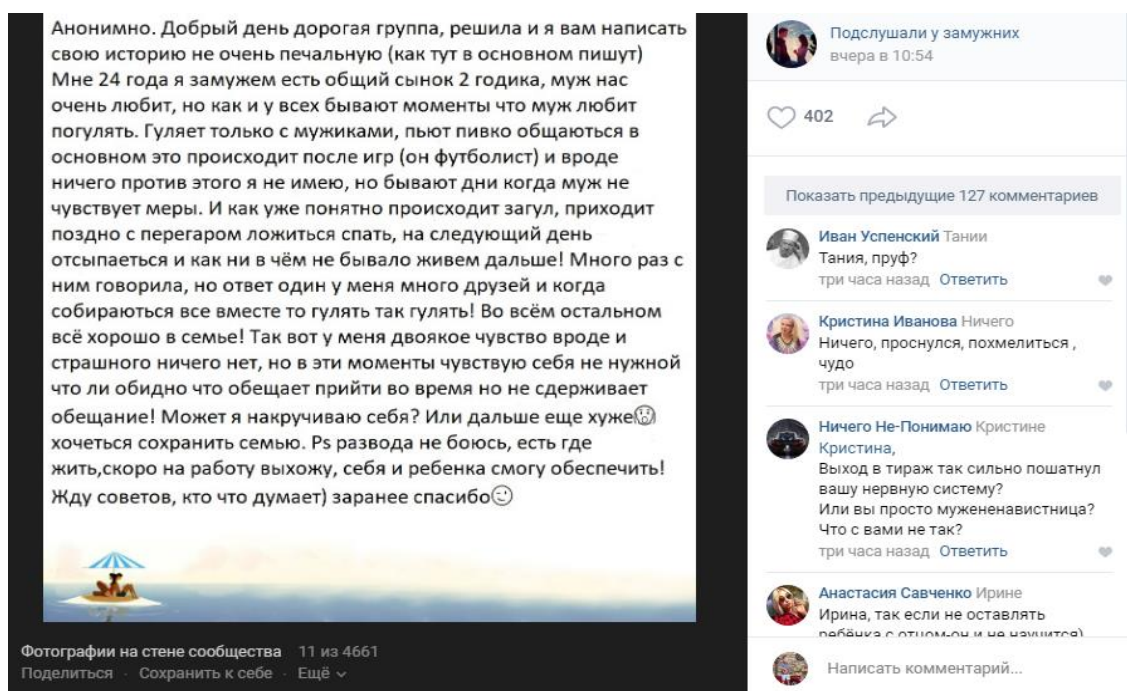 Анонимно. Добрый день дорогая группа, решила и я вам написать
свою историю не очень печальную (как тут в основном пишут)
Мне 24 года я замужем есть общий сынок 2 годика, муж нас
очень любит, но как и у всех бывают моменты что муж любит
погулять. Гуляет только с мужиками, пьют пивко общаються в
основном это происходит после игр (он футболист) и вроде
ничего против этого я не имею, но бывают дни когда муж не
чувствует меры. И как уже понятно происходит загул, приходит
поздно с перегаром ложиться спать, на следующий день
отсыпаеться и как ни в чём не бывало живем дальше! Много раз с
ним говорила, но ответ один у меня много друзей и когда
собираються все вместе то гулять так гулять! Во всём остальном
всё хорошо в семье! Так вот у меня двоякое чувство вроде и
страшного ничего нет, но в эти моменты чувствую себя не нужной
что ли обидно что обещает прийти во время но не сдерживает
обещание! Может я накручиваю себя? Или дальше еще хуже😱
хочеться сохранить семью. Ps развода не боюсь, есть где
жить,скоро на работу выхожу, себя и ребенка смогу обеспечить!
Жду советов, кто что думает) заранее спасибо😉
Фотографии на стене сообщества 11 из 4661
Поделиться · Сохранить к себе · Ещё
Подслушали у замужних
вчера в 10:54
402
Показать предыдущие 127 комментариев
Иван Успенский Тании
Тания, пруф?
три часа назад Ответить
Кристина Иванова Ничего
Ничего, проснулся, похмелиться ,
чудо
три часа назад Ответить
Ничего Не-Понимаю Кристине
Кристина,
Выход в тираж так сильно пошатнул
вашу нервную систему?
Или вы просто мужененавистница?
Что с вами не так?
три часа назад Ответить
Анастасия Савченко Ирине
Ирина, так если не оставлять
ребёнка с отцом-он и не научится)
Написать комментарий...